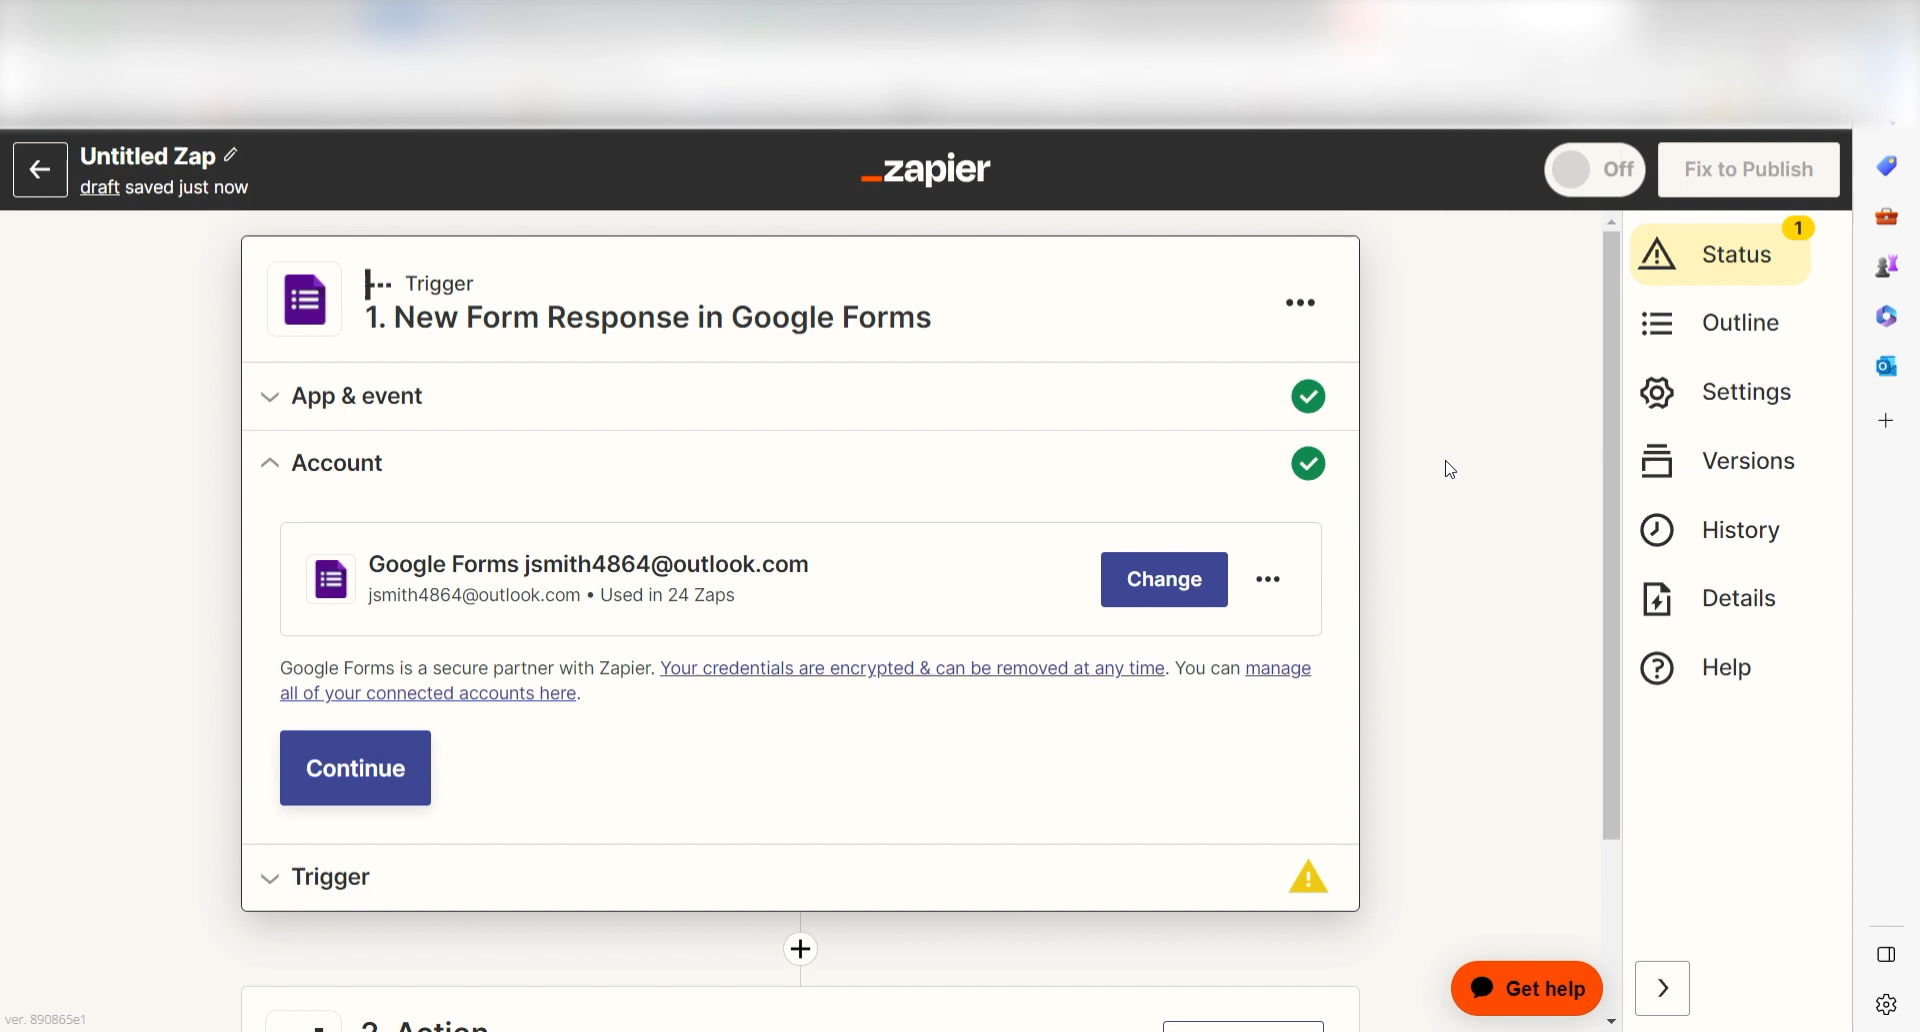 Untitled Zap
draft saved just now
zapier
Off
Fix to Publish
Trigger
1. New Form Response in Google Forms
App & event
Account
Google Forms jsmith4864@outlook.com
jsmith4864@outlook.com • Used in 24 Zaps
Change
Google Forms is a secure partner with Zapier. Your credentials are encrypted & can be removed at any time. You can manage
all of your connected accounts here.
Continue
Trigger
2. Action
1
Status
Outline
Settings
Versions
History
Details
Help
Get help
ver. 890865e1